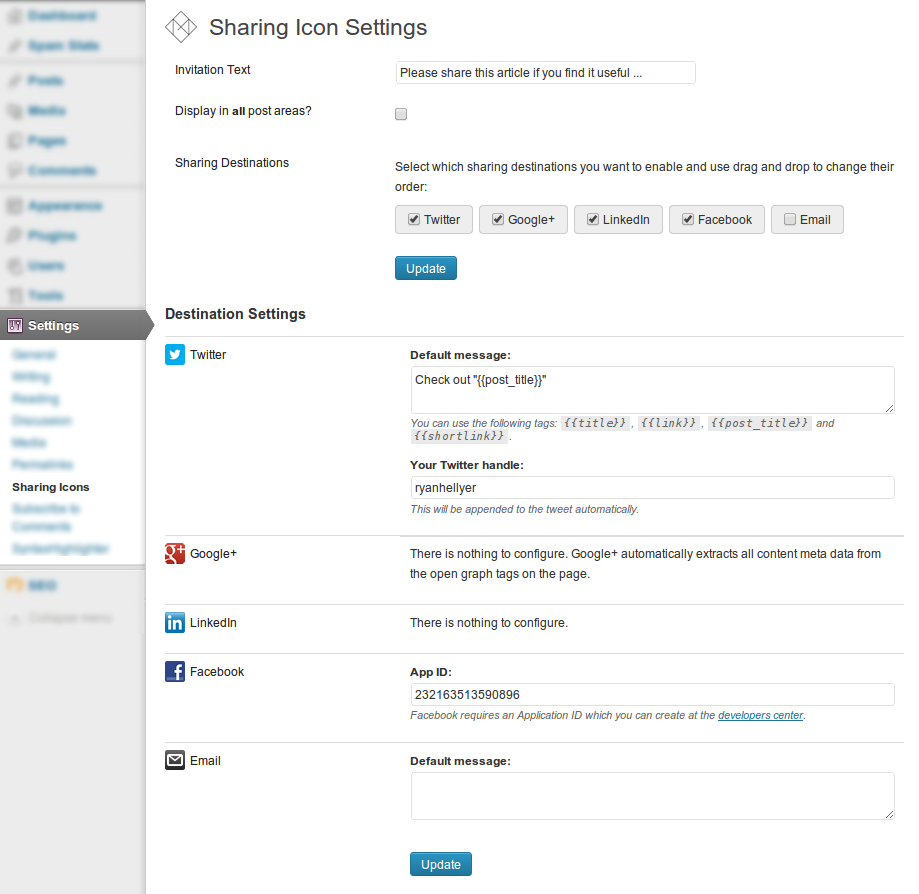 Dashboard
Spam Stats
Posts
Media
Pages
Comments
Appearance
Plugins
Users
Tools
Settings
General
Writing
Reading
Discussion
Media
Permalinks
Sharing Icons
Subscribe to
Comments
SyntaxHighlighter
SEO
Collapse menu
Sharing Icon Settings
Invitation Text
Please share this article if you find it useful ...
Display in all post areas?
Sharing Destinations
Select which sharing destinations you want to enable and use drag and drop to change their
order:
Twitter Google+ LinkedIn Facebook Email
Update
Destination Settings
Twitter
Default message:
Check out "{{post_title}}"
You can use the following tags: {{title}}, {{link}}, {{post_title}} and
{{shortlink}}.
Your Twitter handle:
ryanhellyer
This will be appended to the tweet automatically.
Google+
There is nothing to configure. Google+ automatically extracts all content meta data from
the open graph tags on the page.
LinkedIn
There is nothing to configure.
Facebook
App ID:
232163513590896
Facebook requires an Application ID which you can create at the developers center.
Email
Default message:
Update